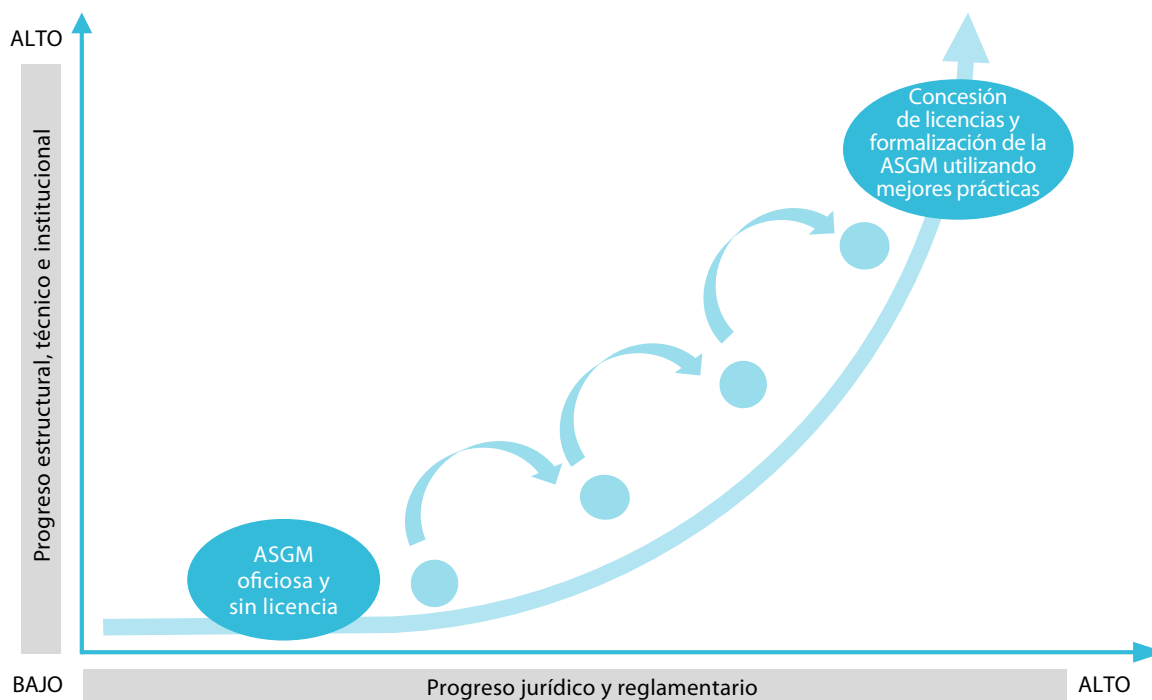 ALTO
Progreso estructural, técnico e institucional
Concesión
de licencias y
formalización de la
ASGM utilizando
mejores prácticas
ASGM
oficiosa y
sin licencia
BAJO
Progreso jurídico y reglamentario
ALTO